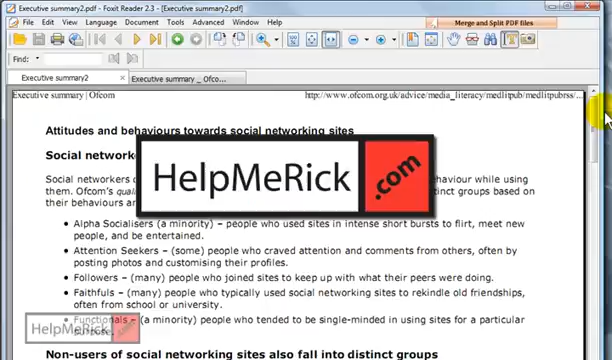 Executive summary2.pdf - Foxit Reader 2.3 - [Executive summary2.pdf]
File Edit View Language Document Tools Advanced Window Help
Merge and Split PDF files
Find:
Executive summary2
Executive summary _ Ofco...
Executive summary | Ofcom
http://www.ofcom.org.uk/advice/media_literacy/medlitpub/medlitpubrss/...
Attitudes and behaviours towards social networking sites
Social networke
HelpMeRick.com
Social networkers
behaviour while using
them. Ofcom's
distinct groups based on
their behaviours a
Alpha Socialisers (a minority) – people who used sites in intense short bursts to flirt, meet new
people, and be entertained.
Attention Seekers – (some) people who craved attention and comments from others, often by
posting photos and customising their profiles.
Followers – (many) people who joined sites to keep up with what their peers were doing.
Faithfuls – (many) people who typically used social networking sites to rekindle old friendships,
often from school or university.
Functionals – (a minority) people who tended to be single-minded in using sites for a particular
purpose.
HelpMeRick.com
Non-users of social networking sites also fall into distinct groups